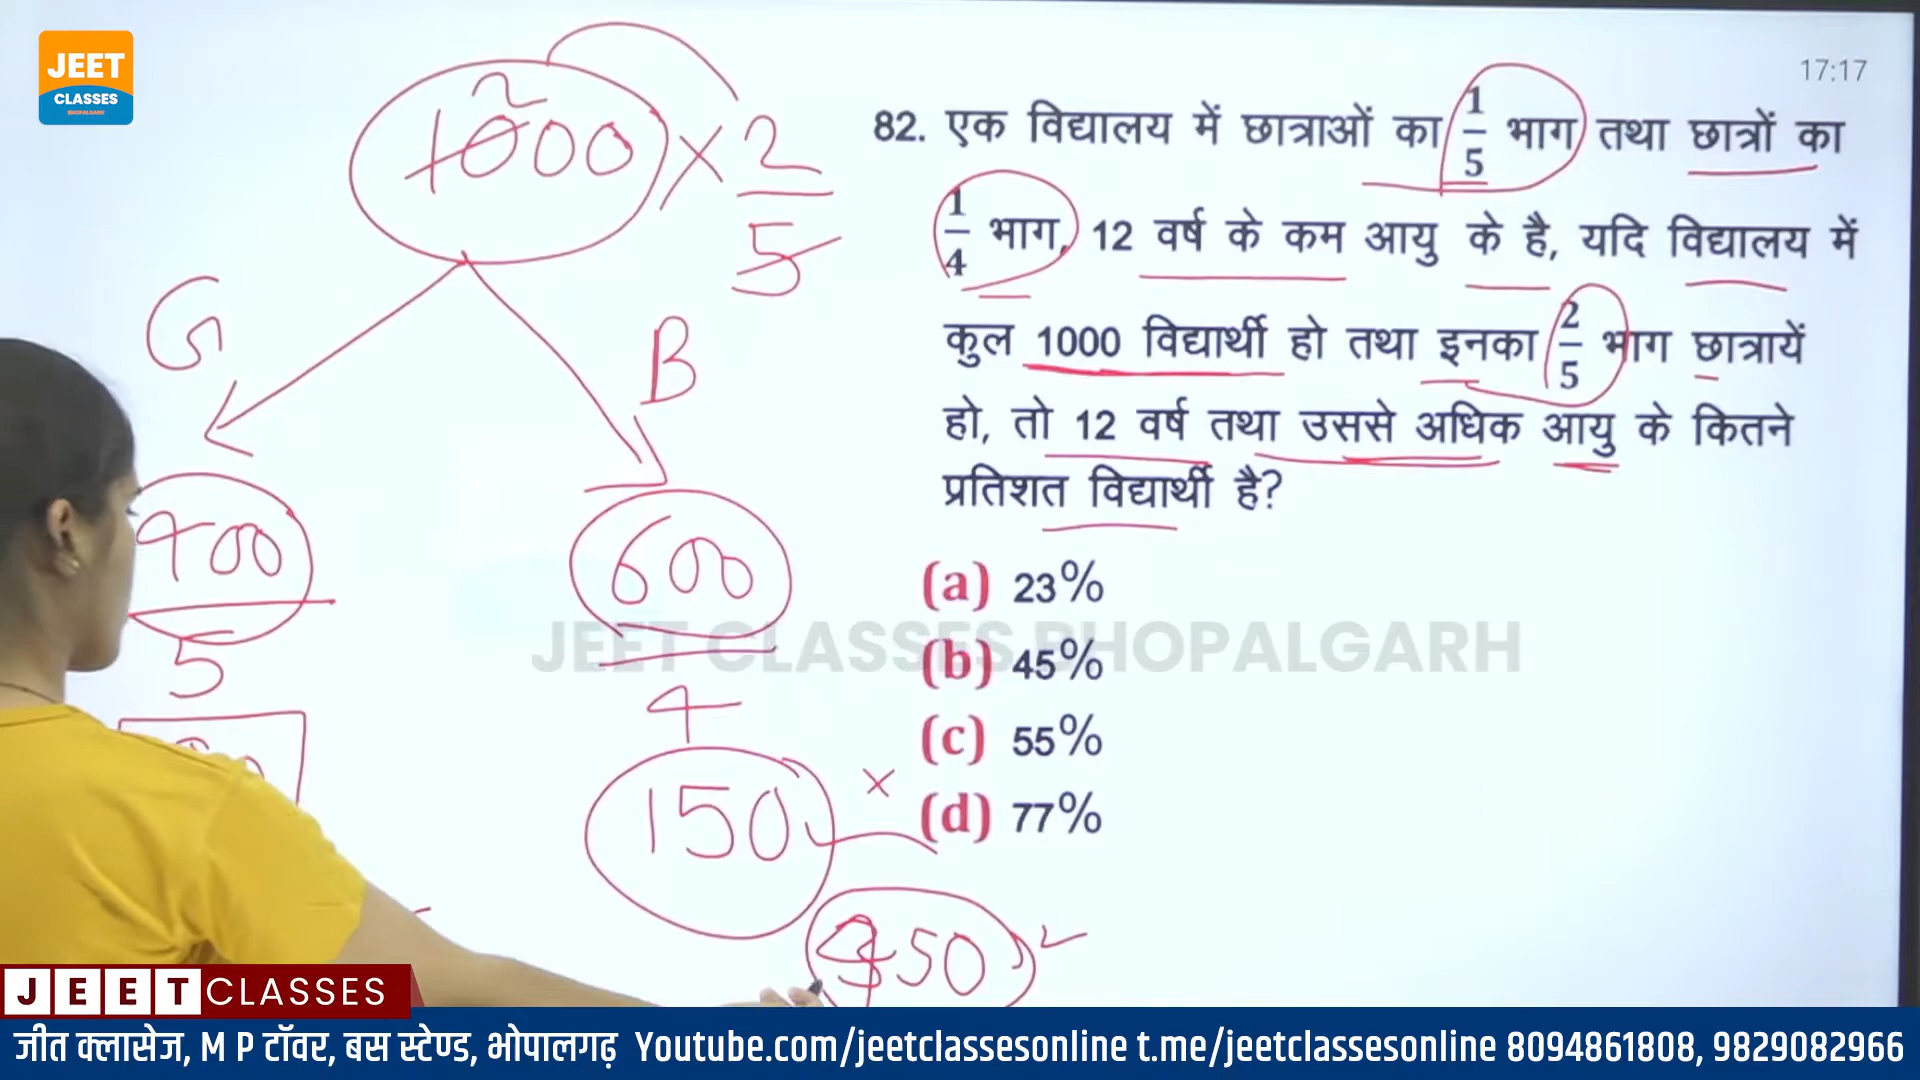 JEET
CLASSES
BHOPALGARH
17:17
2
1000 × 2/5
G
B
400/5
600/4
150 ×
450
82. एक विद्यालय में छात्राओं का 1/5 भाग तथा छात्रों का
1/4 भाग, 12 वर्ष के कम आयु के है, यदि विद्यालय में
कुल 1000 विद्यार्थी हो तथा इनका 2/5 भाग छात्रायें
हो, तो 12 वर्ष तथा उससे अधिक आयु के कितने
प्रतिशत विद्यार्थी है?
(a) 23%
(b) 45%
(c) 55%
(d) 77%
JEET CLASSES BHOPALGARH
JEET CLASSES
जीत क्लासेज, M P टॉवर, बस स्टेण्ड, भोपालगढ़ Youtube.com/jeetclassesonline t.me/jeetclassesonline 8094861808, 9829082966